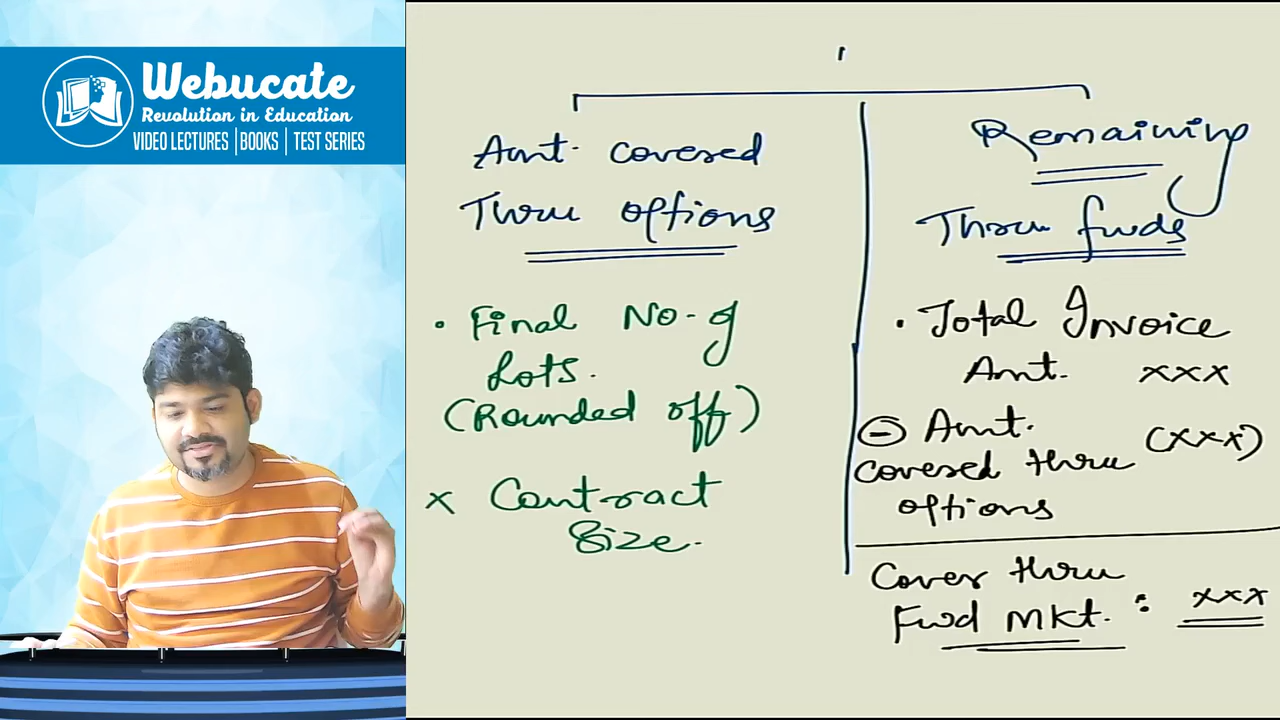 Webucate
Revolution in Education
VIDEO LECTURES | BOOKS | TEST SERIES
Amt. covered
Thru options
• Final No. of
Lots.
(Rounded off)
x Contract
Size.
Remaining
Thru fwds
• Total Invoice
Amt. xxx
(-) Amt. (xxx)
covered thru
options
Cover thru
Fwd Mkt. : xxx